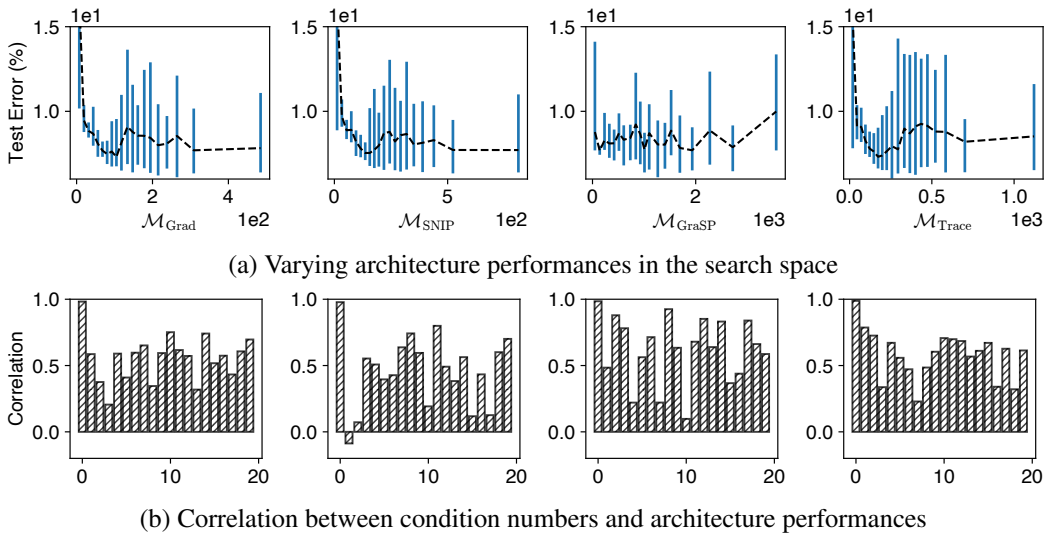 1e1 1e1 1e1 1e1
Test Error (%)
1.5 1.5 1.5 1.5
1.0 1.0 1.0 1.0
0 2 4 0 5 0 2 0.0 0.5 1.0
M_Grad 1e2 M_SNIP 1e2 M_GraSP 1e3 M_Trace 1e3
(a) Varying architecture performances in the search space
Correlation
1.0 1.0 1.0 1.0
0.5 0.5 0.5 0.5
0.0 0.0 0.0 0.0
0 10 20 0 10 20 0 10 20 0 10 20
(b) Correlation between condition numbers and architecture performances